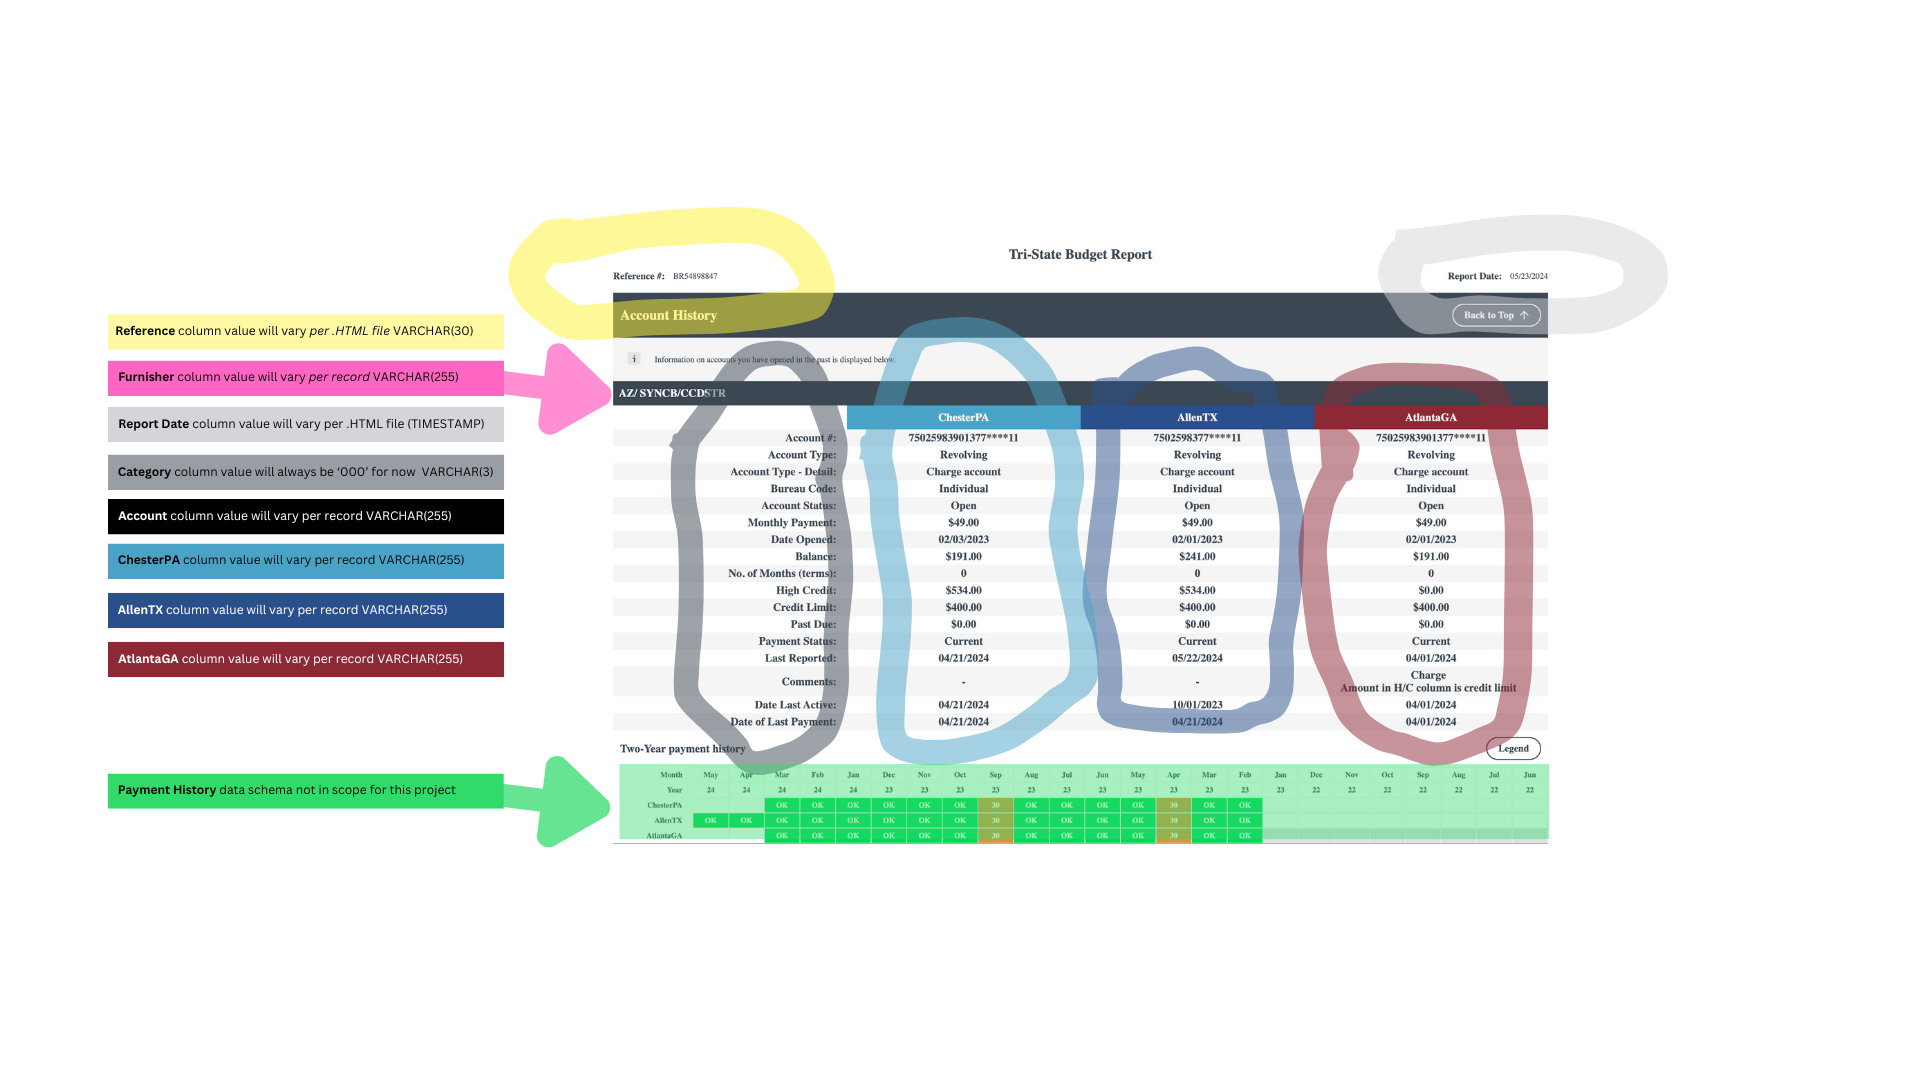 Tri-State Budget Report
Reference #: BR54898847
Report Date: 05/23/2024
Account History
Back to Top ↑
i Information on accounts you have opened in the past is displayed below.
AZ/ SYNCB/CCDSTR
ChesterPA AllenTX AtlantaGA
Account #: 75025983901377****11 7502598377****11 75025983901377****11
Account Type: Revolving Revolving Revolving
Account Type - Detail: Charge account Charge account Charge account
Bureau Code: Individual Individual Individual
Account Status: Open Open Open
Monthly Payment: $49.00 $49.00 $49.00
Date Opened: 02/03/2023 02/01/2023 02/01/2023
Balance: $191.00 $241.00 $191.00
No. of Months (terms): 0 0 0
High Credit: $534.00 $534.00 $0.00
Credit Limit: $400.00 $400.00 $400.00
Past Due: $0.00 $0.00 $0.00
Payment Status: Current Current Current
Last Reported: 04/21/2024 05/22/2024 04/01/2024
Comments: - - Charge
Amount in H/C column is credit limit
Date Last Active: 04/21/2024 10/01/2023 04/01/2024
Date of Last Payment: 04/21/2024 04/21/2024 04/01/2024
Two-Year payment history
Legend
Month May Apr Mar Feb Jan Dec Nov Oct Sep Aug Jul Jun May Apr Mar Feb Jan Dec Nov Oct Sep Aug Jul Jun
Year 24 24 24 24 24 23 23 23 23 23 23 23 23 23 23 23 23 22 22 22 22 22 22 22
ChesterPA OK OK OK OK OK OK 30 OK OK OK OK 30 OK OK
AllenTX OK OK OK OK OK OK OK OK 30 OK OK OK OK 30 OK OK
AtlantaGA OK OK OK OK OK OK 30 OK OK OK OK 30 OK OK
Reference column value will vary per .HTML file VARCHAR(30)
Furnisher column value will vary per record VARCHAR(255)
Report Date column value will vary per .HTML file (TIMESTAMP)
Category column value will always be ‘000’ for now VARCHAR(3)
Account column value will vary per record VARCHAR(255)
ChesterPA column value will vary per record VARCHAR(255)
AllenTX column value will vary per record VARCHAR(255)
AtlantaGA column value will vary per record VARCHAR(255)
Payment History data schema not in scope for this project